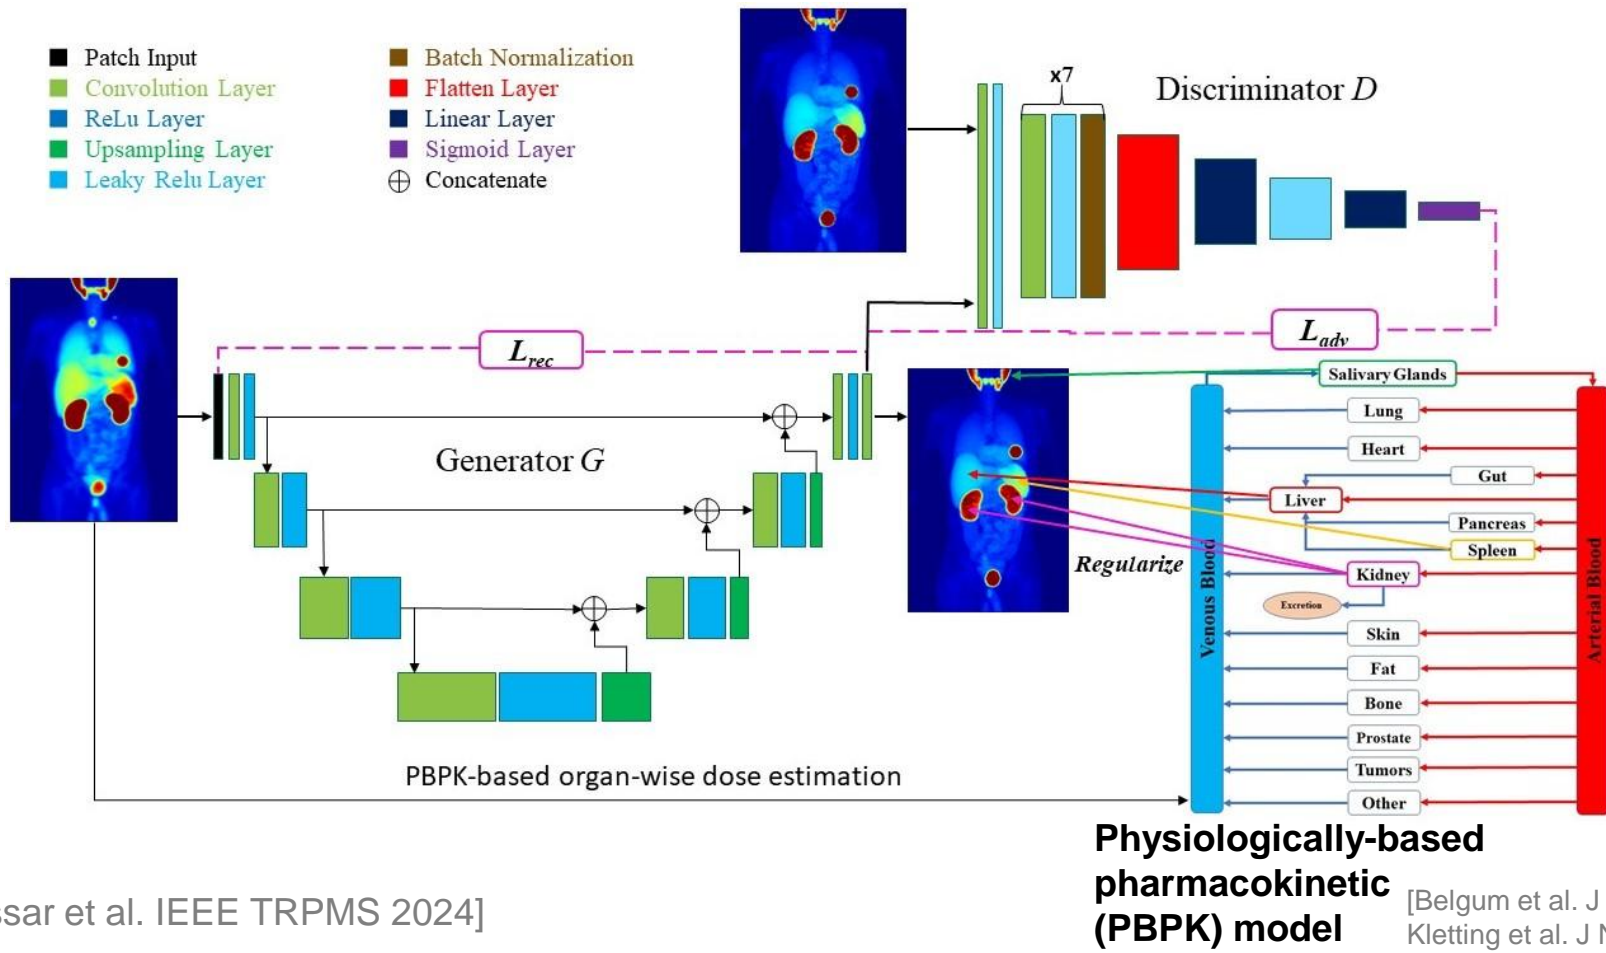 Patch Input
Convolution Layer
ReLu Layer
Upsampling Layer
Leaky Relu Layer
Batch Normalization
Flatten Layer
Linear Layer
Sigmoid Layer
Concatenate
x7
Discriminator D
L_rec
L_adv
Generator G
Salivary Glands
Lung
Heart
Gut
Liver
Pancreas
Spleen
Regularize
Kidney
Excretion
Skin
Fat
Bone
Prostate
Tumors
Other
Venous Blood
Arterial Blood
PBPK-based organ-wise dose estimation
Physiologically-based
pharmacokinetic
(PBPK) model
ssar et al. IEEE TRPMS 2024]
[Belgum et al. J
Kletting et al. J N